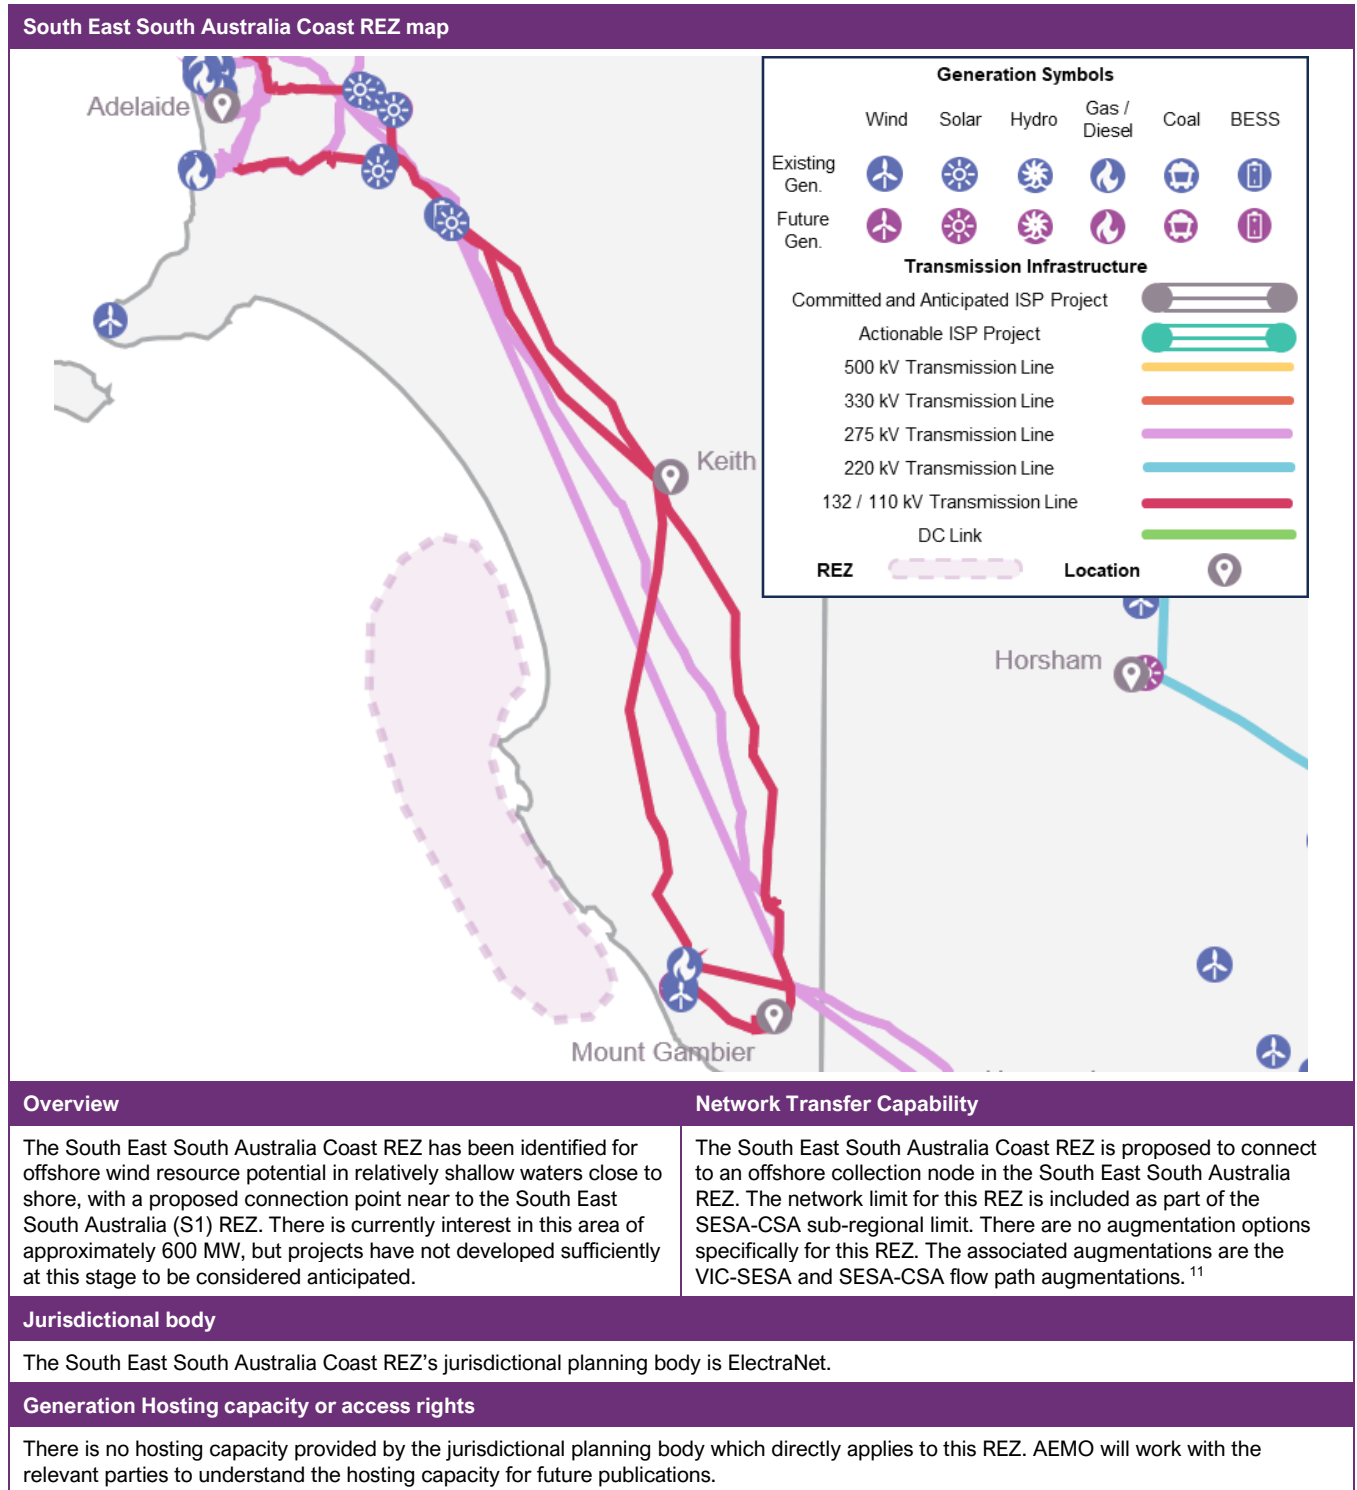 South East South Australia Coast REZ map
Generation Symbols
Wind Solar Hydro Gas / Diesel Coal BESS
Existing Gen.
Future Gen.
Transmission Infrastructure
Committed and Anticipated ISP Project
Actionable ISP Project
500 kV Transmission Line
330 kV Transmission Line
275 kV Transmission Line
220 kV Transmission Line
132 / 110 kV Transmission Line
DC Link
REZ Location
Adelaide
Keith
Horsham
Mount Gambier
Overview
The South East South Australia Coast REZ has been identified for
offshore wind resource potential in relatively shallow waters close to
shore, with a proposed connection point near to the South East
South Australia (S1) REZ. There is currently interest in this area of
approximately 600 MW, but projects have not developed sufficiently
at this stage to be considered anticipated.
Network Transfer Capability
The South East South Australia Coast REZ is proposed to connect
to an offshore collection node in the South East South Australia
REZ. The network limit for this REZ is included as part of the
SESA-CSA sub-regional limit. There are no augmentation options
specifically for this REZ. The associated augmentations are the
VIC-SESA and SESA-CSA flow path augmentations. 11
Jurisdictional body
The South East South Australia Coast REZ's jurisdictional planning body is ElectraNet.
Generation Hosting capacity or access rights
There is no hosting capacity provided by the jurisdictional planning body which directly applies to this REZ. AEMO will work with the
relevant parties to understand the hosting capacity for future publications.